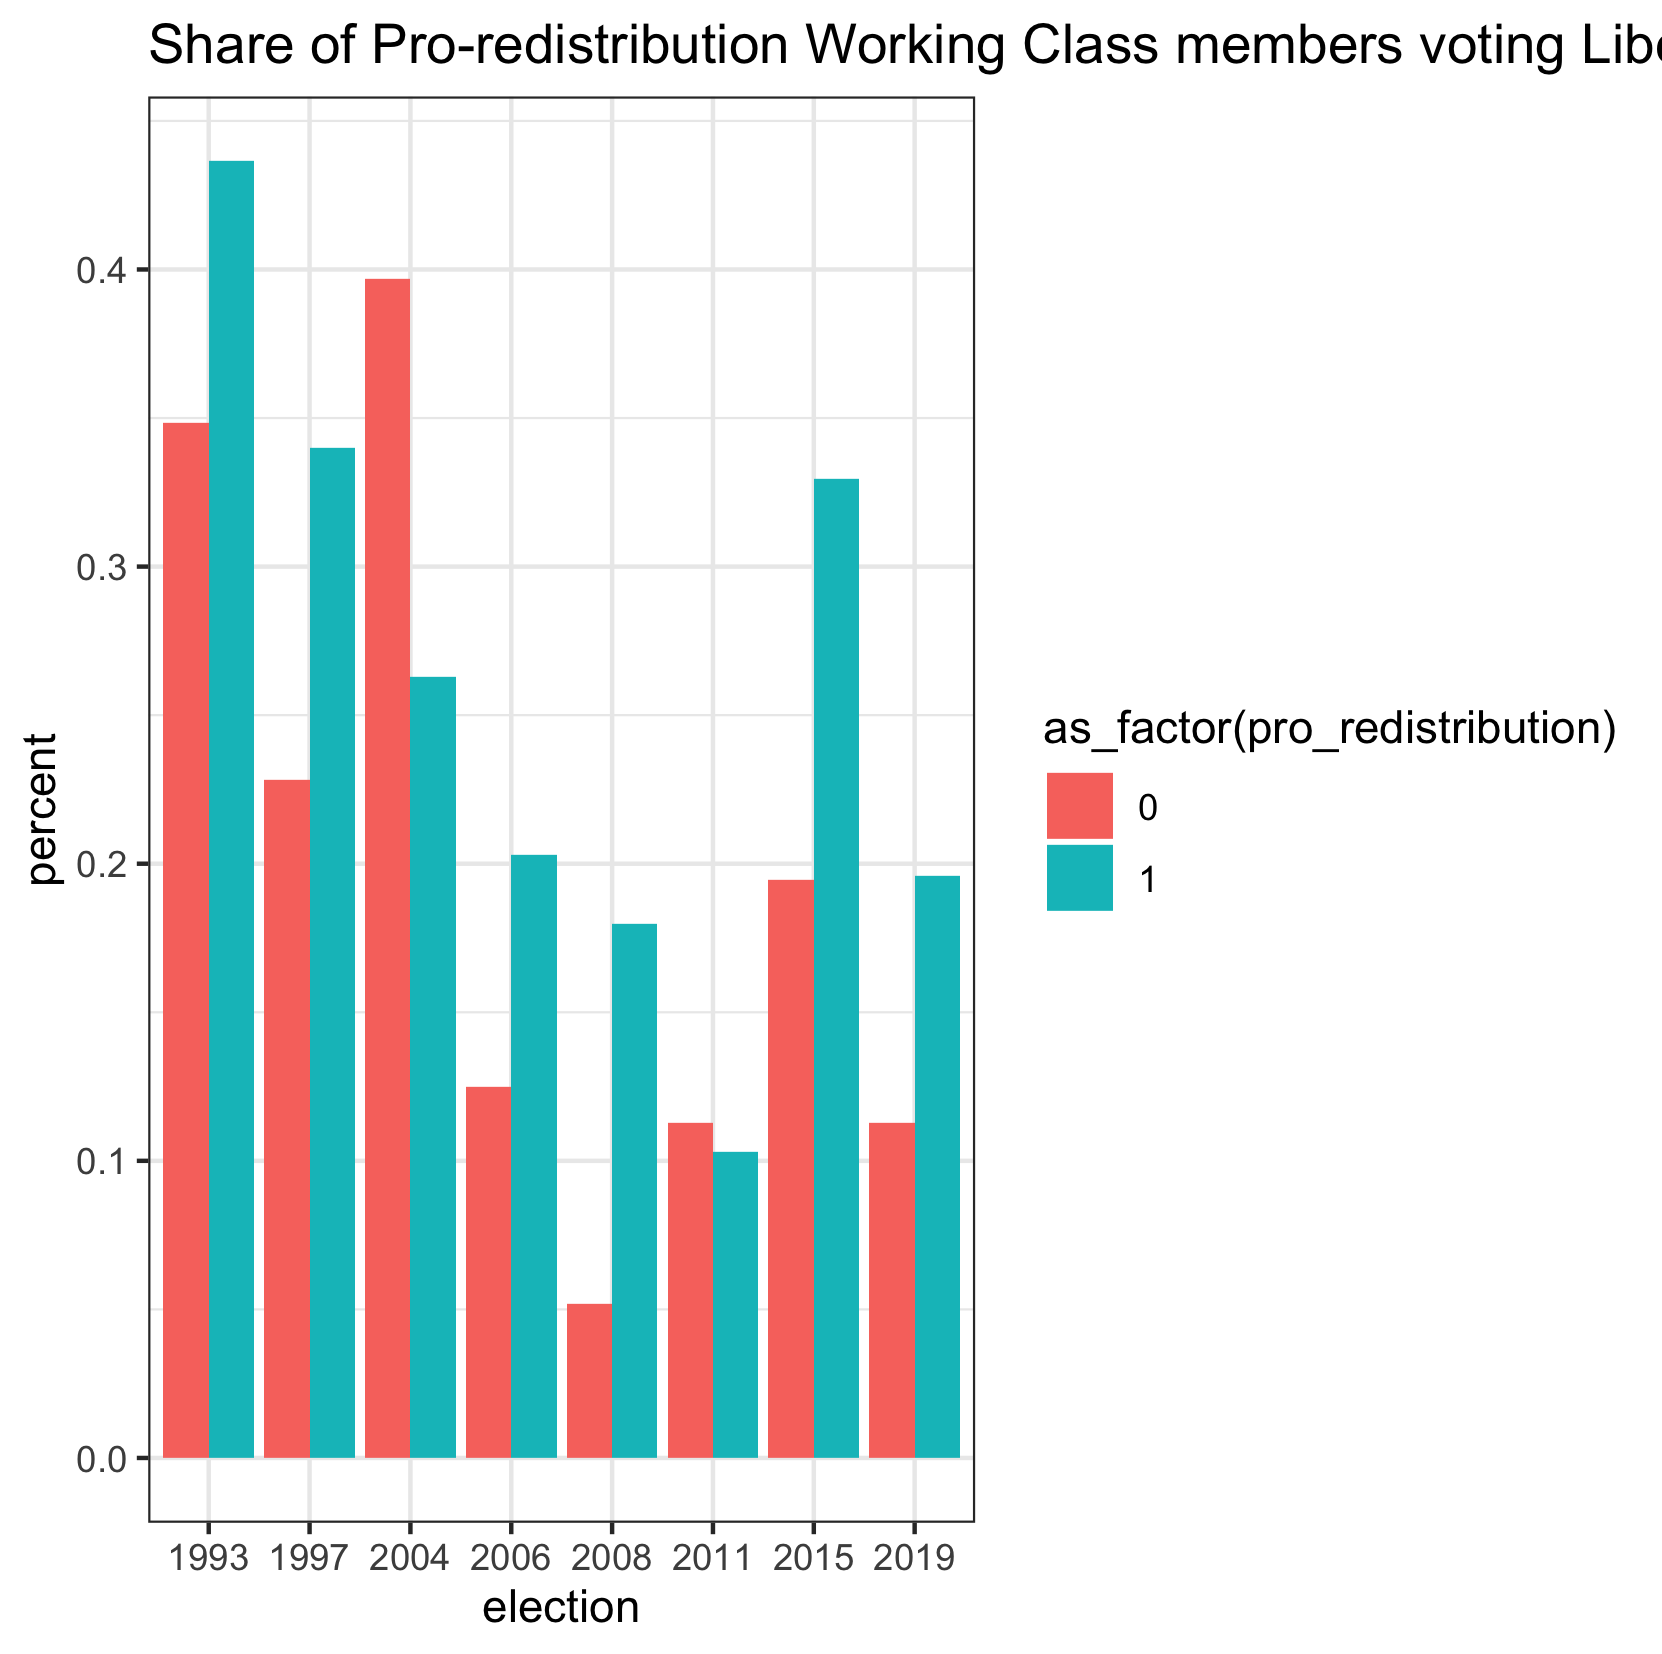 Share of Pro-redistribution Working Class members voting
percent
0.4
0.3
0.2
0.1
0.0
1993 1997 2004 2006 2008 2011 2015 2019
election
as_factor(pro_redistribution)
0
1